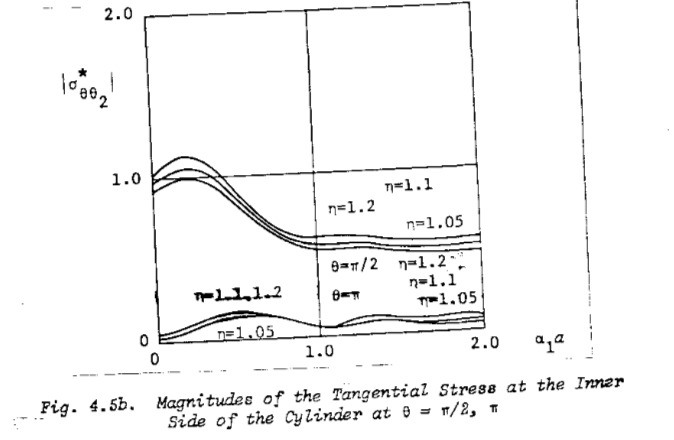 2.0
|σ*θθ2|
1.0
η=1.1
η=1.2
η=1.05
θ=π/2 η=1.2
η=1.1
η=1.1,1.2 θ=π η=1.05
η=1.05
0
0 1.0 2.0 α1a
Fig. 4.5b. Magnitudes of the Tangential Stress at the Inner
Side of the Cylinder at θ = π/2, π